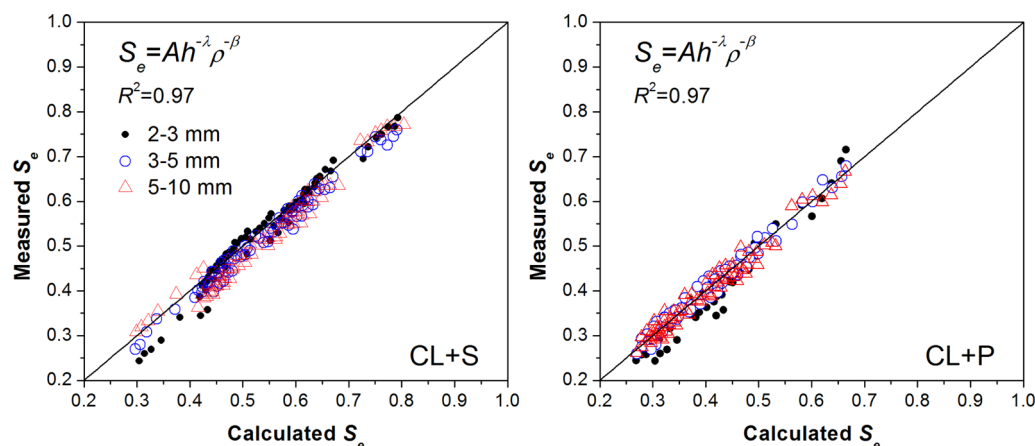 1.0
0.9
0.8
0.7
0.6
0.5
0.4
0.3
0.2
Measured Sₑ
Sₑ=Ah^-λ ρ^-β
R²=0.97
2-3 mm
3-5 mm
5-10 mm
CL+S
0.2 0.3 0.4 0.5 0.6 0.7 0.8 0.9 1.0
Calculated Sₑ
1.0
0.9
0.8
0.7
0.6
0.5
0.4
0.3
0.2
Measured Sₑ
Sₑ=Ah^-λ ρ^-β
R²=0.97
CL+P
0.2 0.3 0.4 0.5 0.6 0.7 0.8 0.9 1.0
Calculated Sₑ